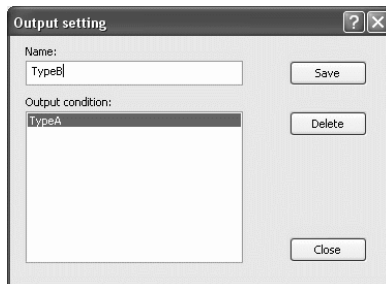 Output setting
Name:
TypeB
Save
Output condition:
TypeA
Delete
Close